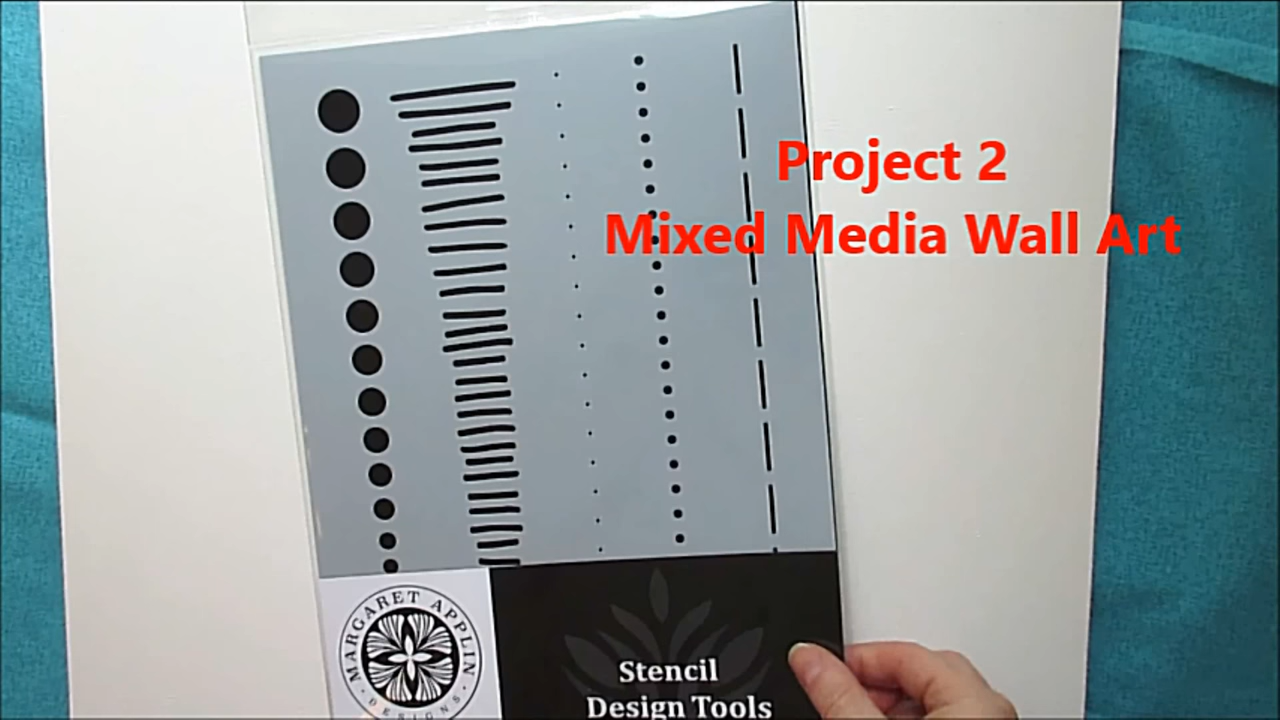 Project 2
Mixed Media Wall Art
MARGARET APPLIN
· DESIGNS ·
Stencil
Design Tools